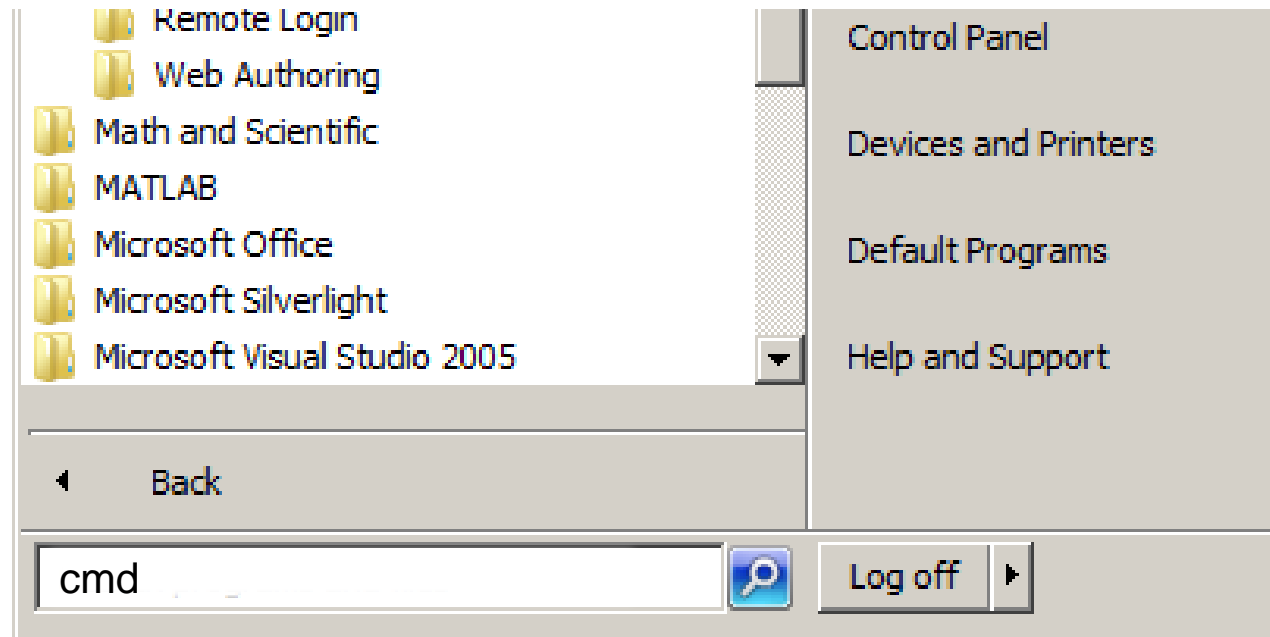 Remote Login
Web Authoring
Math and Scientific
MATLAB
Microsoft Office
Microsoft Silverlight
Microsoft Visual Studio 2005
Back
cmd
Control Panel
Devices and Printers
Default Programs
Help and Support
Log off